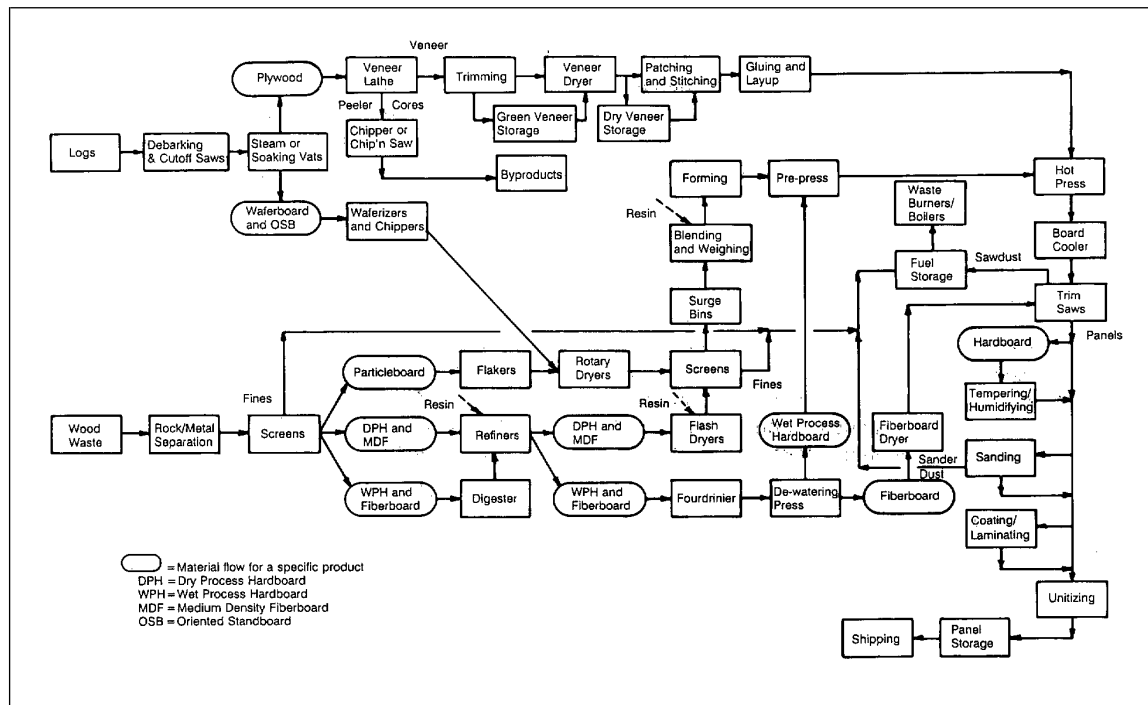 Veneer
Plywood
Veneer
Lathe
Trimming
Veneer
Dryer
Patching
and Stitching
Gluing and
Layup
Peeler Cores
Green Veneer
Storage
Dry Veneer
Storage
Logs
Debarking
& Cutoff Saws
Steam or
Soaking Vats
Chipper or
Chip'n Saw
Byproducts
Forming
Pre-press
Waste
Burners/
Boilers
Hot
Press
Waferboard
and OSB
Waferizers
and Chippers
Resin
Blending
and Weighing
Board
Cooler
Fuel
Storage
Sawdust
Surge
Bins
Trim
Saws
Panels
Hardboard
Particleboard
Flakers
Rotary
Dryers
Screens
Fines
Tempering/
Humidifying
Fines
Resin
Resin
Wood
Waste
Rock/Metal
Separation
Screens
DPH and
MDF
Refiners
DPH and
MDF
Flash
Dryers
Wet Process
Hardboard
Fiberboard
Dryer
Sander
Dust
Sanding
WPH and
Fiberboard
Digester
WPH and
Fiberboard
Fourdrinier
De-watering
Press
Fiberboard
Coating/
Laminating
= Material flow for a specific product
DPH = Dry Process Hardboard
WPH = Wet Process Hardboard
MDF = Medium Density Fiberboard
OSB = Oriented Standboard
Unitizing
Shipping
Panel
Storage